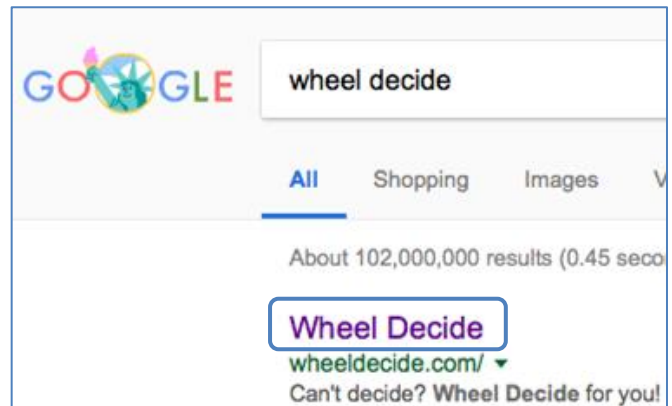 GOOGLE
wheel decide
All Shopping Images V
About 102,000,000 results (0.45 seco
Wheel Decide
wheeldecide.com/
Can't decide? Wheel Decide for you!